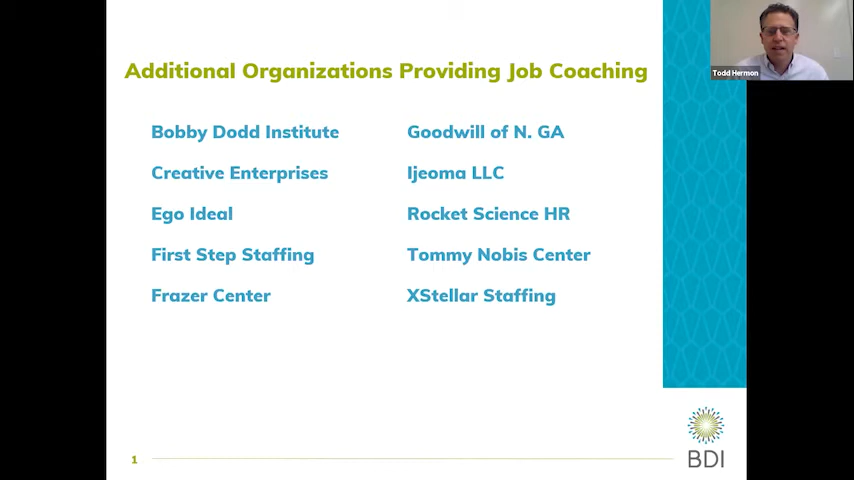 Additional Organizations Providing Job Coaching
Bobby Dodd Institute
Creative Enterprises
Ego Ideal
First Step Staffing
Frazer Center
Goodwill of N. GA
Ijeoma LLC
Rocket Science HR
Tommy Nobis Center
XStellar Staffing
Todd Hermon
1
BDI